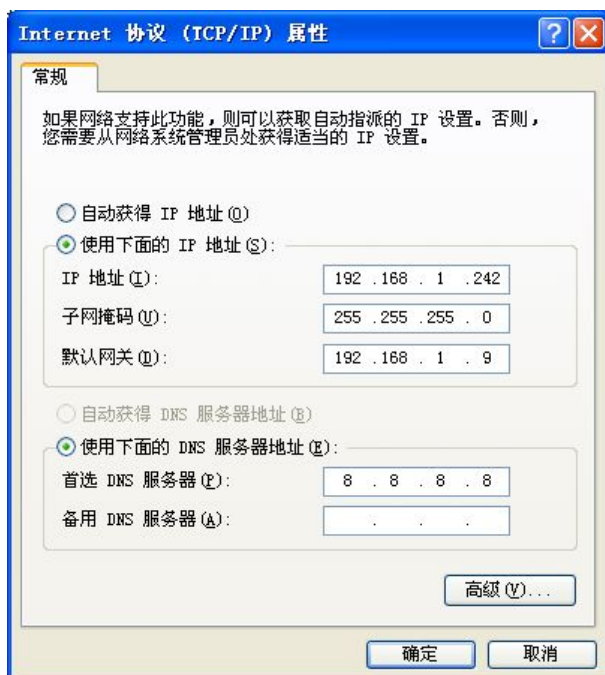 Internet 协议 (TCP/IP) 属性
常规
如果网络支持此功能，则可以获取自动指派的 IP 设置。否则，
您需要从网络系统管理员处获得适当的 IP 设置。
自动获得 IP 地址(O)
使用下面的 IP 地址(S):
IP 地址(I): 192 .168 . 1 .242
子网掩码(U): 255 .255 .255 . 0
默认网关(D): 192 .168 . 1 . 9
自动获得 DNS 服务器地址(B)
使用下面的 DNS 服务器地址(E):
首选 DNS 服务器(P): 8 . 8 . 8 . 8
备用 DNS 服务器(A): . . .
高级(V)...
确定 取消